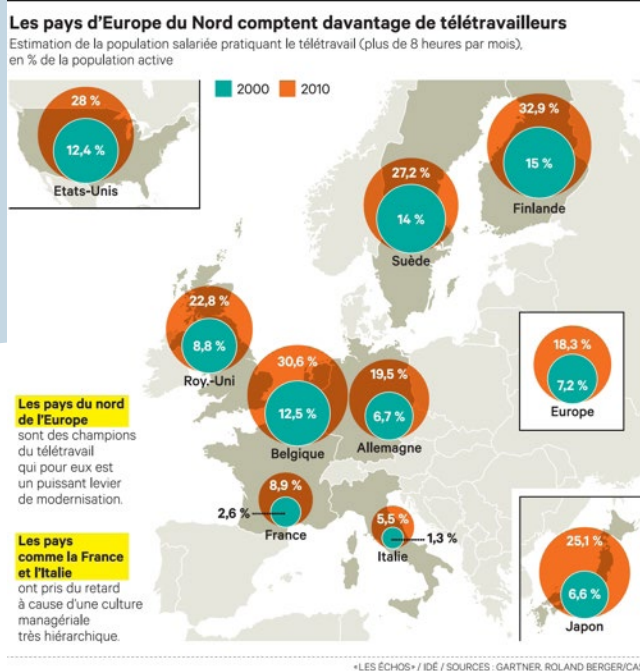 Les pays d'Europe du Nord comptent davantage de télétravailleurs
Estimation de la population salariée pratiquant le télétravail (plus de 8 heures par mois),
en % de la population active
2000 2010
28 %
12,4 %
Etats-Unis
32,9 %
15 %
Finlande
27,2 %
14 %
Suède
22,8 %
8,8 %
Roy.-Uni
30,6 %
12,5 %
Belgique
19,5 %
6,7 %
Allemagne
18,3 %
7,2 %
Europe
8,9 %
2,6 %
France
5,5 %
1,3 %
Italie
25,1 %
6,6 %
Japon
Les pays du nord
de l'Europe
sont des champions
du télétravail
qui pour eux est
un puissant levier
de modernisation.
Les pays
comme la France
et l'Italie
ont pris du retard
à cause d'une culture
managériale
très hiérarchique.
«LES ÉCHOS» / IDÉ / SOURCES : GARTNER, ROLAND BERGER/CA